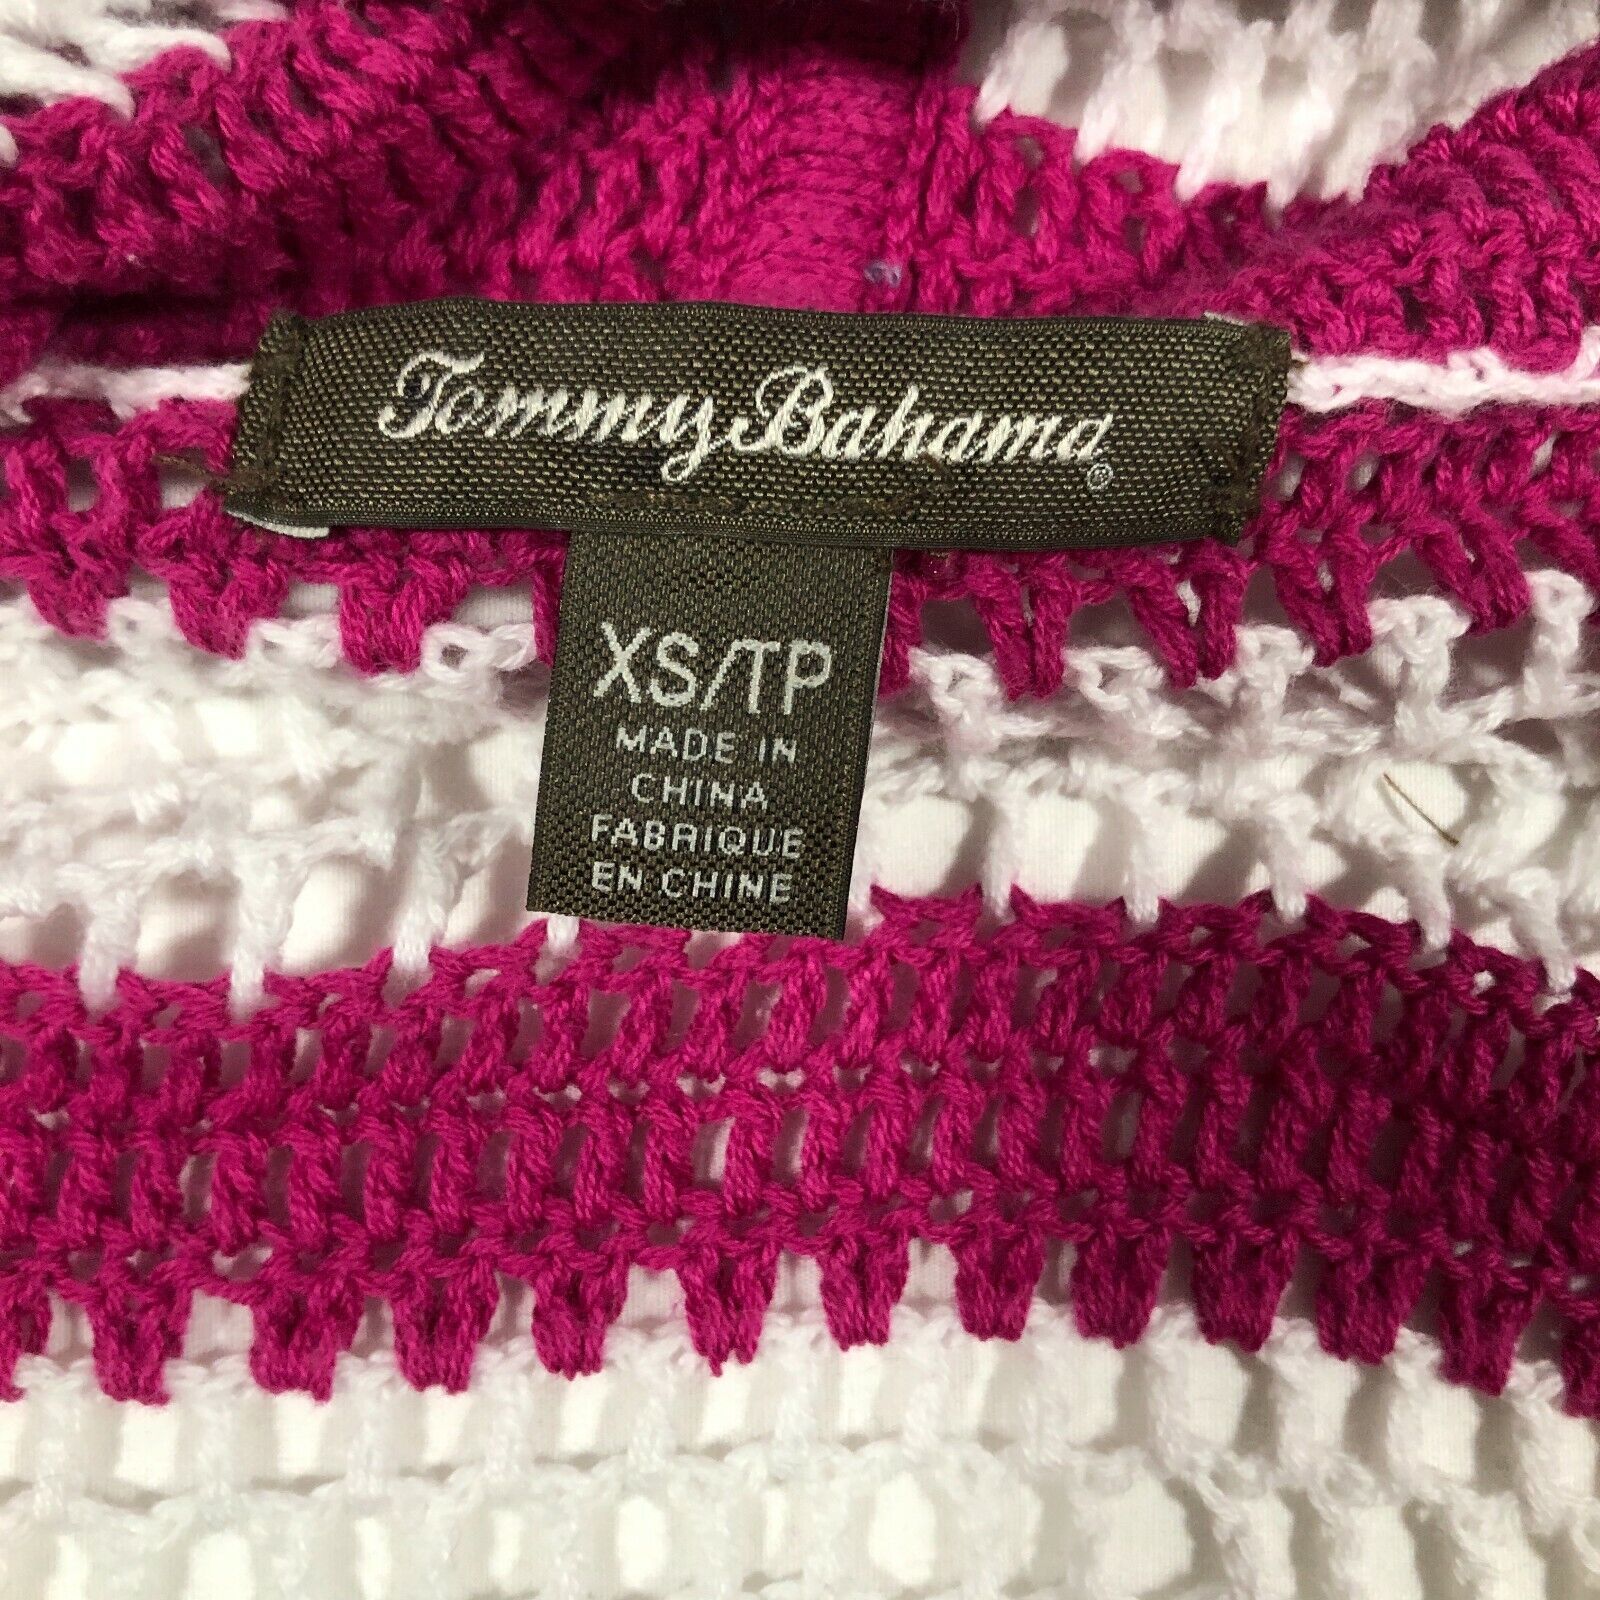 Tommy Bahama®
XS/TP
MADE IN
CHINA
FABRIQUE
EN CHINE